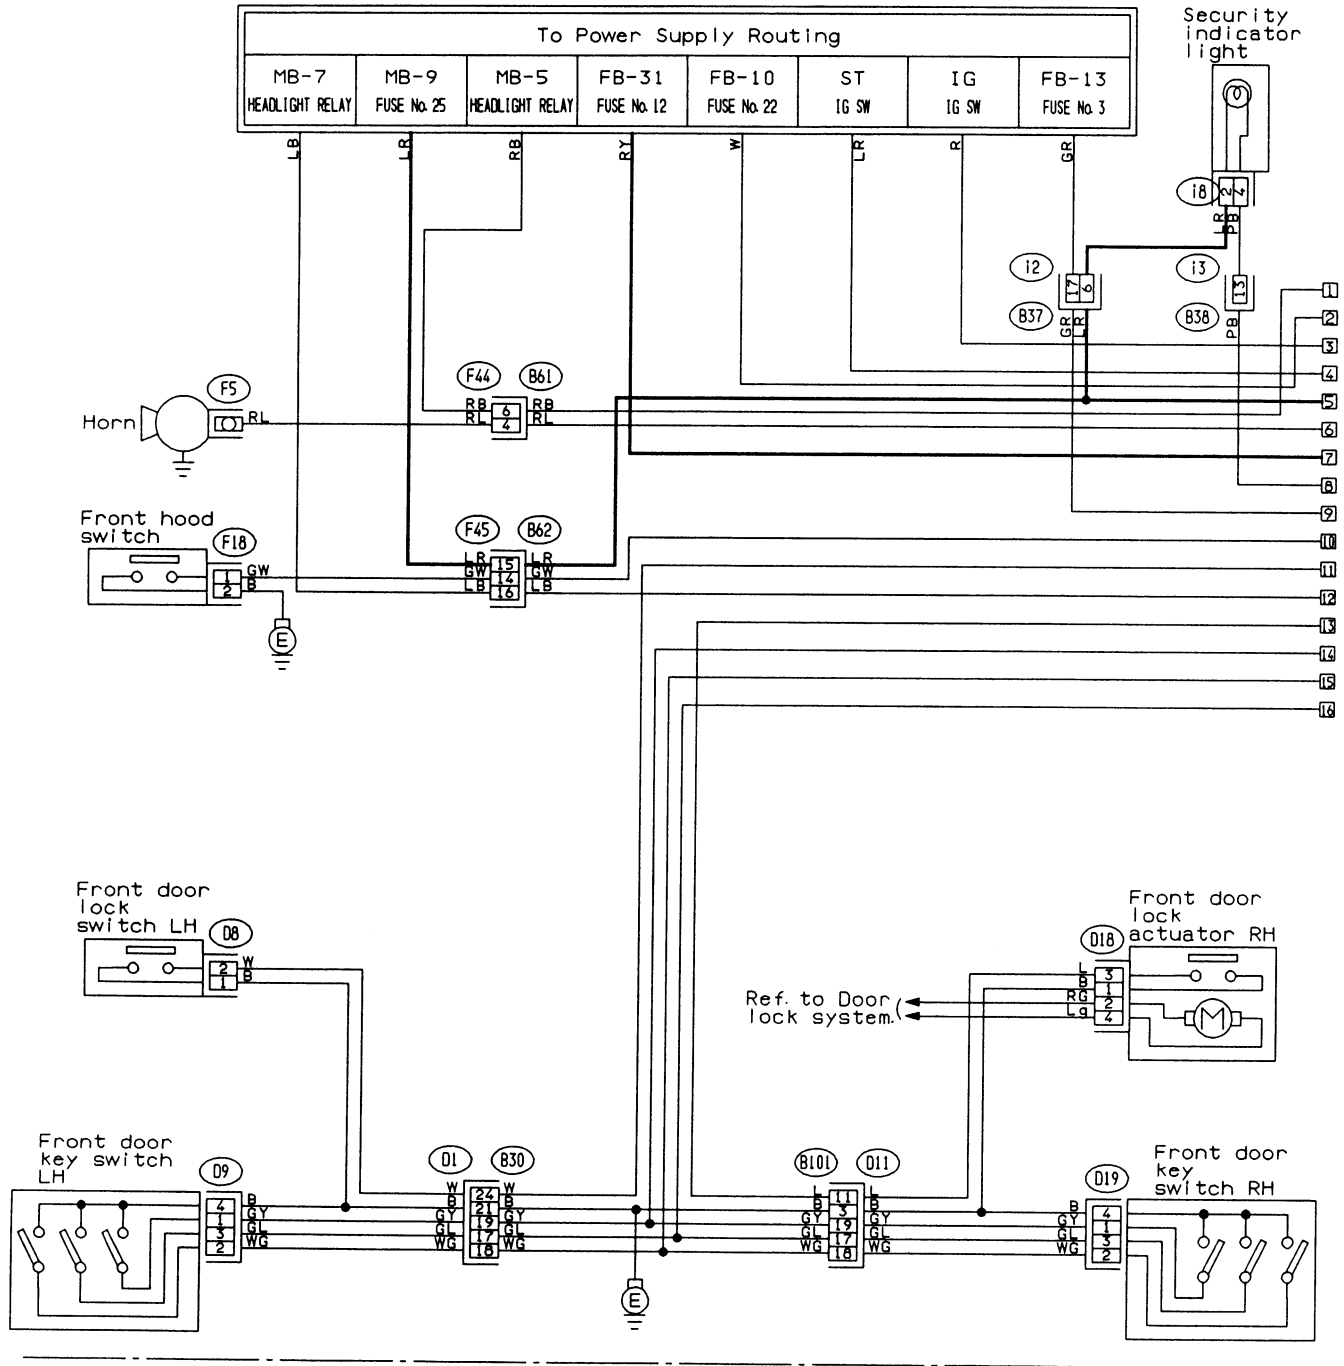 To Power Supply Routing
MB-7
HEADLIGHT RELAY
MB-9
FUSE No. 25
MB-5
HEADLIGHT RELAY
FB-31
FUSE No. 12
FB-10
FUSE No. 22
ST
IG SW
IG
IG SW
FB-13
FUSE No. 3
Security
indicator
light
LB
LR
RB
RY
W
LR
R
GR
i8
2
4
LR
PB
i2
17
6
i3
13
B37
GR
LR
B38
PB
1
2
3
4
5
6
7
8
9
10
11
12
13
14
15
16
Horn
F5
RL
F44
B61
RB
6
RB
RL
4
RL
Front hood
switch
F18
1
GW
2
B
E
F45
B62
LR
15
LR
GW
14
GW
LB
16
LB
Front door
lock
switch LH
D8
2
W
1
B
Front door
lock
actuator RH
D18
L
3
B
1
RG
2
Lg
4
M
Ref. to Door
lock system.
Front door
key switch
LH
D9
4
B
1
GY
3
GL
2
WG
D1
B30
W
24
W
B
21
B
GY
19
GY
GL
17
GL
WG
18
WG
E
B101
D11
L
11
L
B
3
B
GY
19
GY
GL
17
GL
WG
18
WG
Front door
key
switch RH
D19
B
4
GY
1
GL
3
WG
2